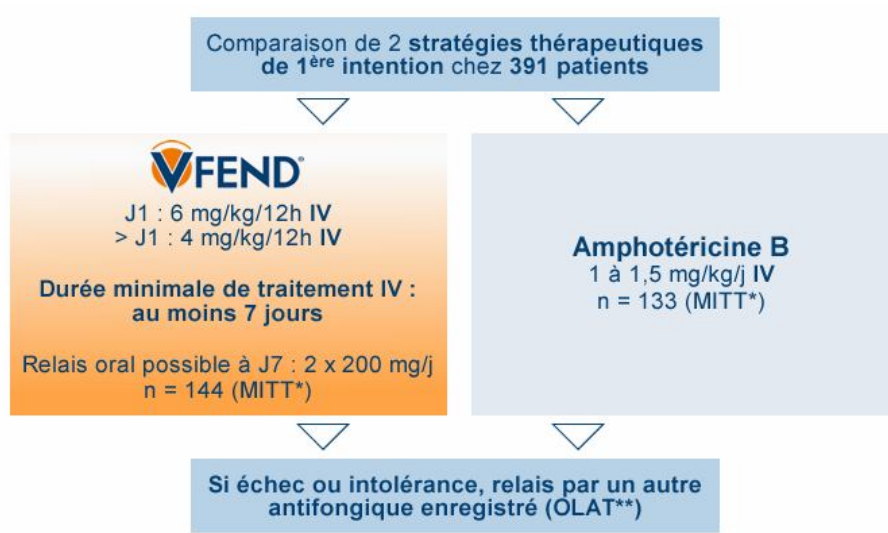 Comparaison de 2 stratégies thérapeutiques
de 1ère intention chez 391 patients
VFEND®
J1 : 6 mg/kg/12h IV
> J1 : 4 mg/kg/12h IV
Durée minimale de traitement IV :
au moins 7 jours
Relais oral possible à J7 : 2 x 200 mg/j
n = 144 (MITT*)
Amphotéricine B
1 à 1,5 mg/kg/j IV
n = 133 (MITT*)
Si échec ou intolérance, relais par un autre
antifongique enregistré (OLAT**)